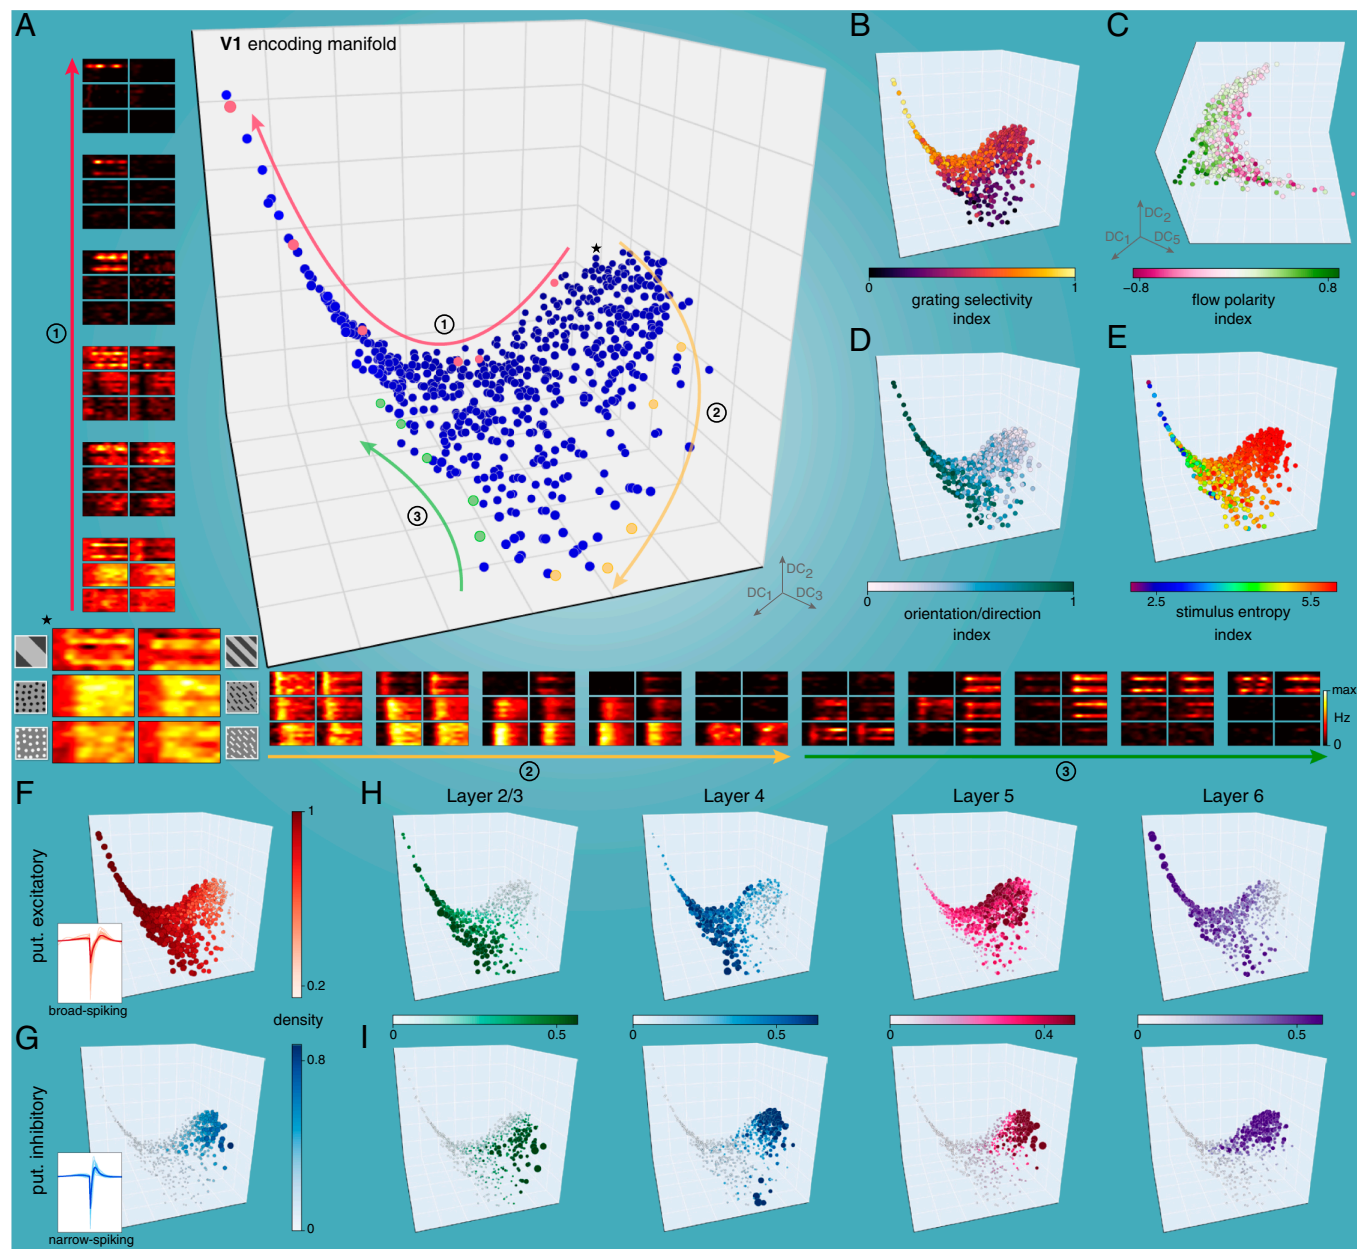 A
V1 encoding manifold
①
①
②
③
★
★
DC1
DC2
DC3
max
Hz
0
②
③
B
0
1
grating selectivity
index
C
DC2
DC1
DC5
−0.8
0.8
flow polarity
index
D
0
1
orientation/direction
index
E
2.5
5.5
stimulus entropy
index
F
put. excitatory
broad-spiking
1
0.2
density
G
put. inhibitory
narrow-spiking
0.8
0
H
Layer 2/3
Layer 4
Layer 5
Layer 6
0
0.5
0
0.5
0
0.4
0
0.5
I